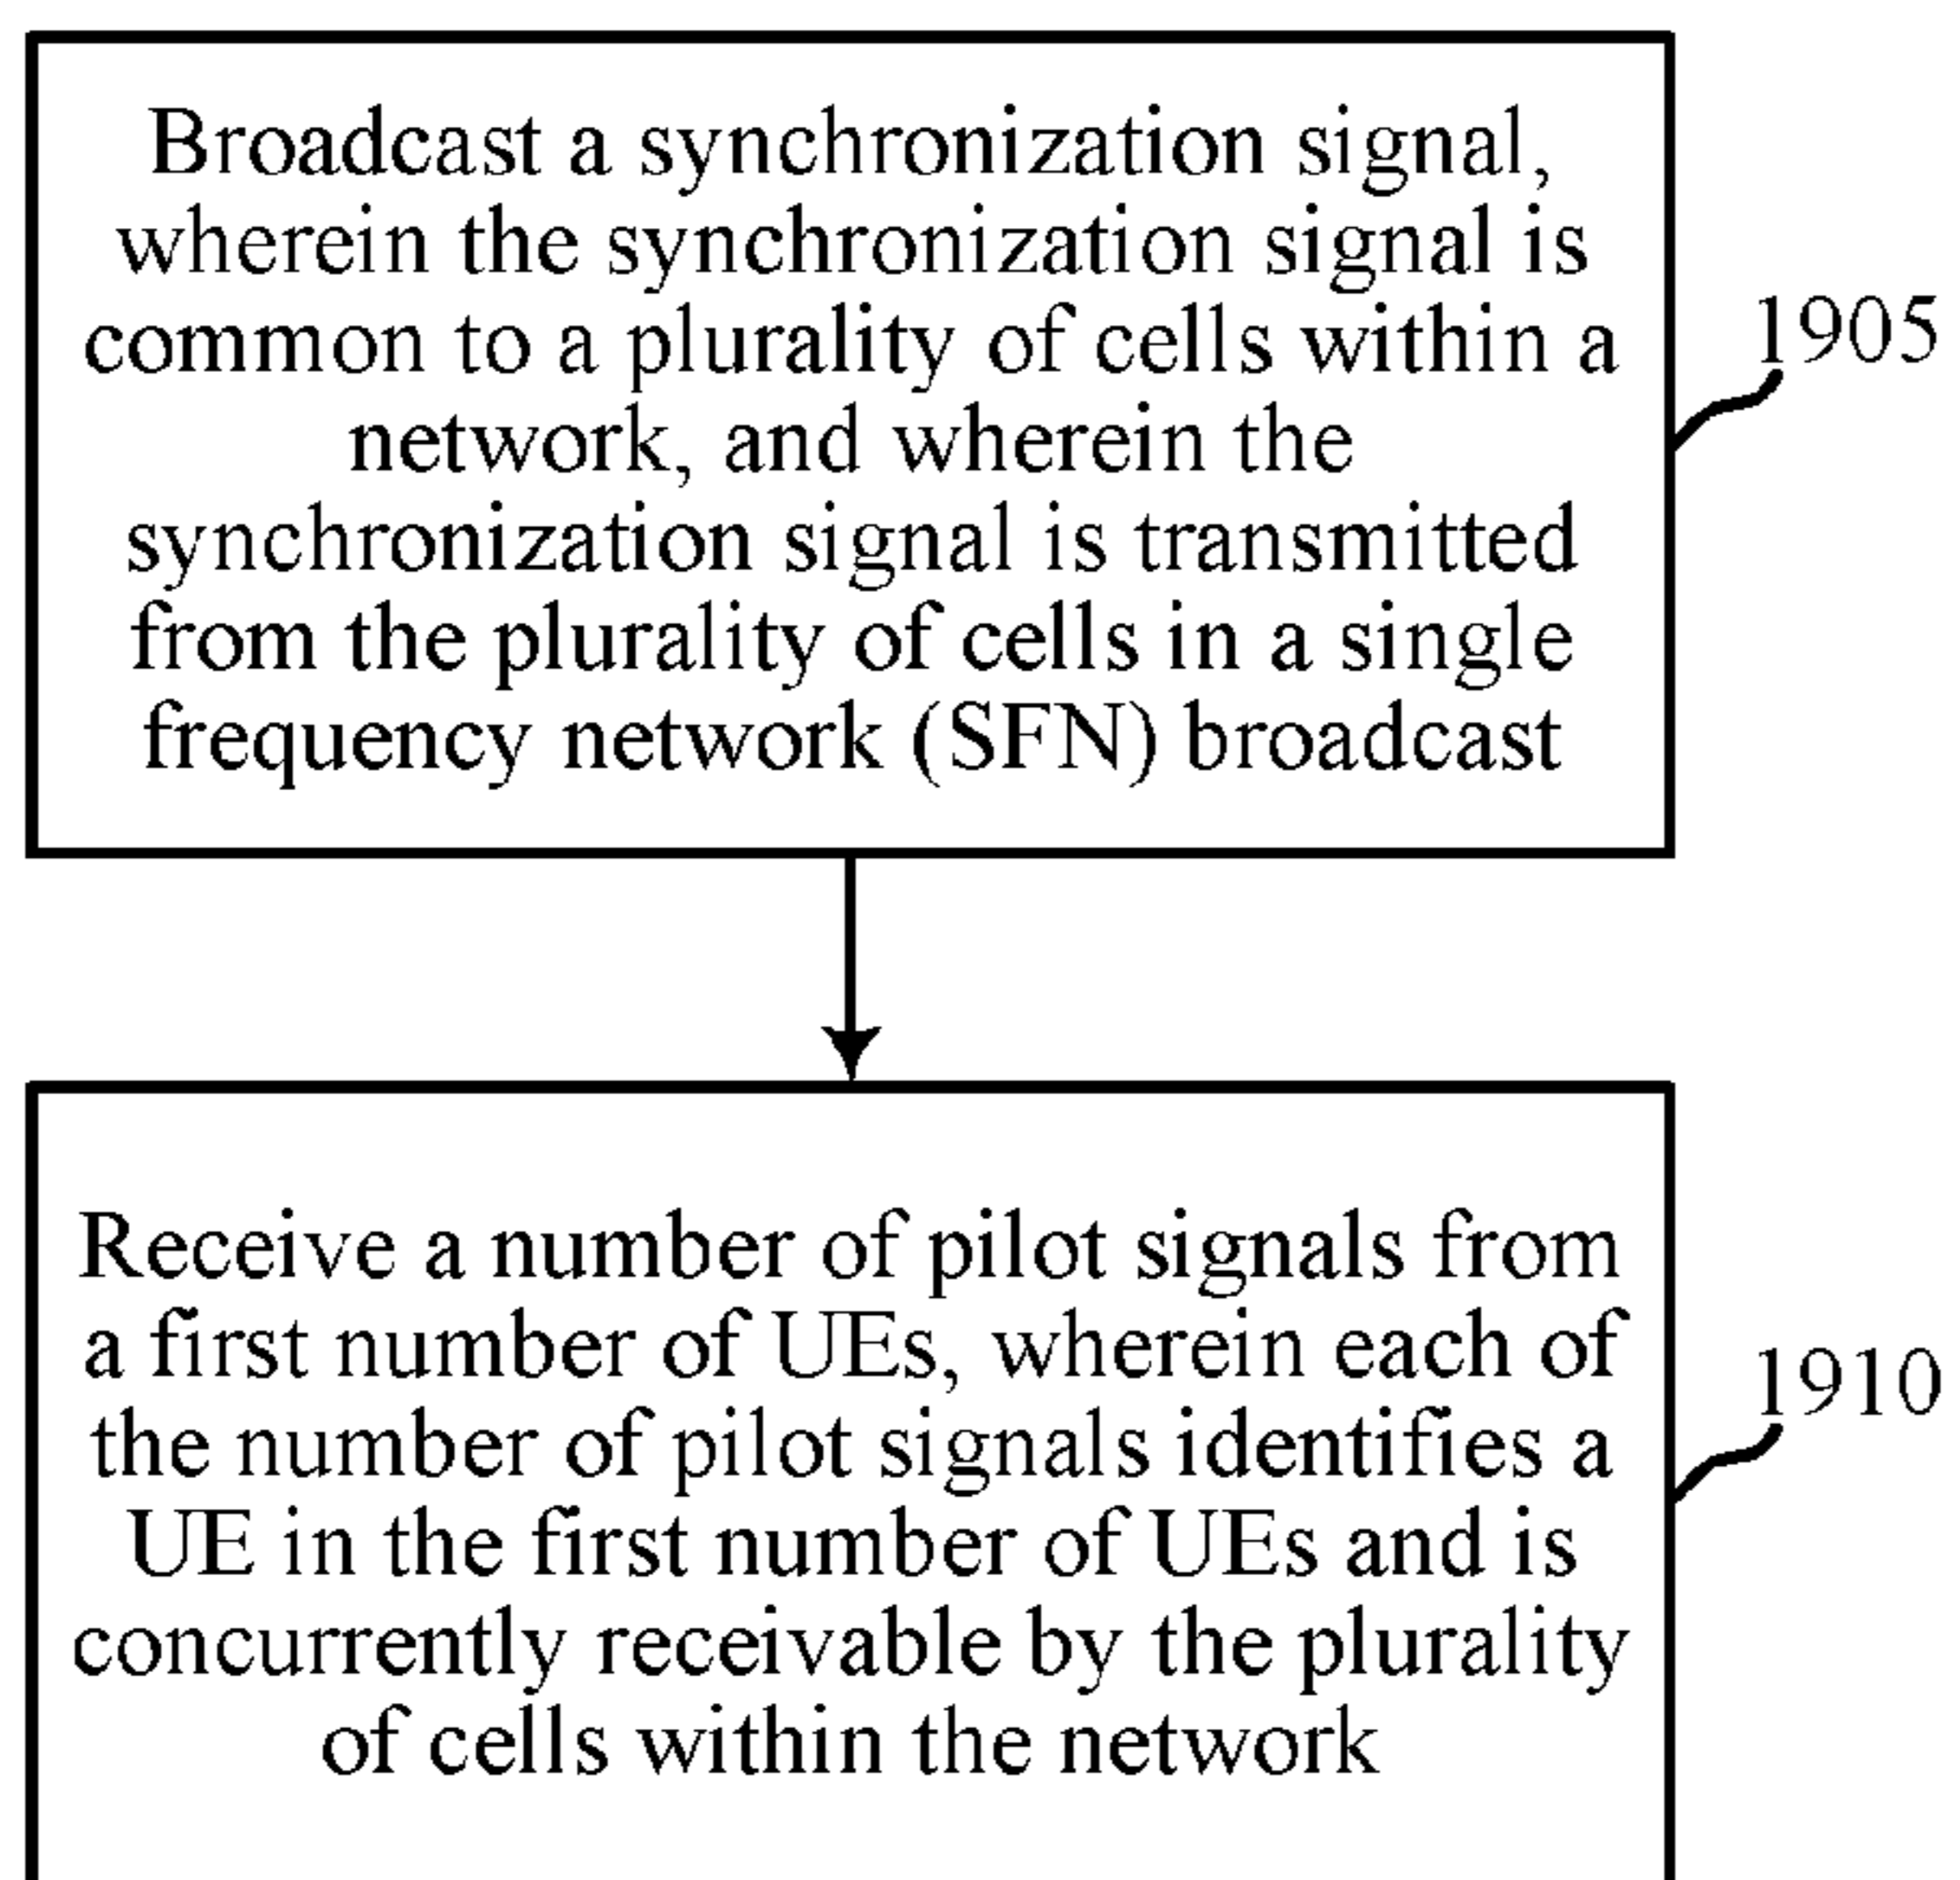 Broadcast a synchronization signal,
wherein the synchronization signal is
common to a plurality of cells within a
network, and wherein the
synchronization signal is transmitted
from the plurality of cells in a single
frequency network (SFN) broadcast
1905
Receive a number of pilot signals from
a first number of UEs, wherein each of
the number of pilot signals identifies a
UE in the first number of UEs and is
concurrently receivable by the plurality
of cells within the network
1910